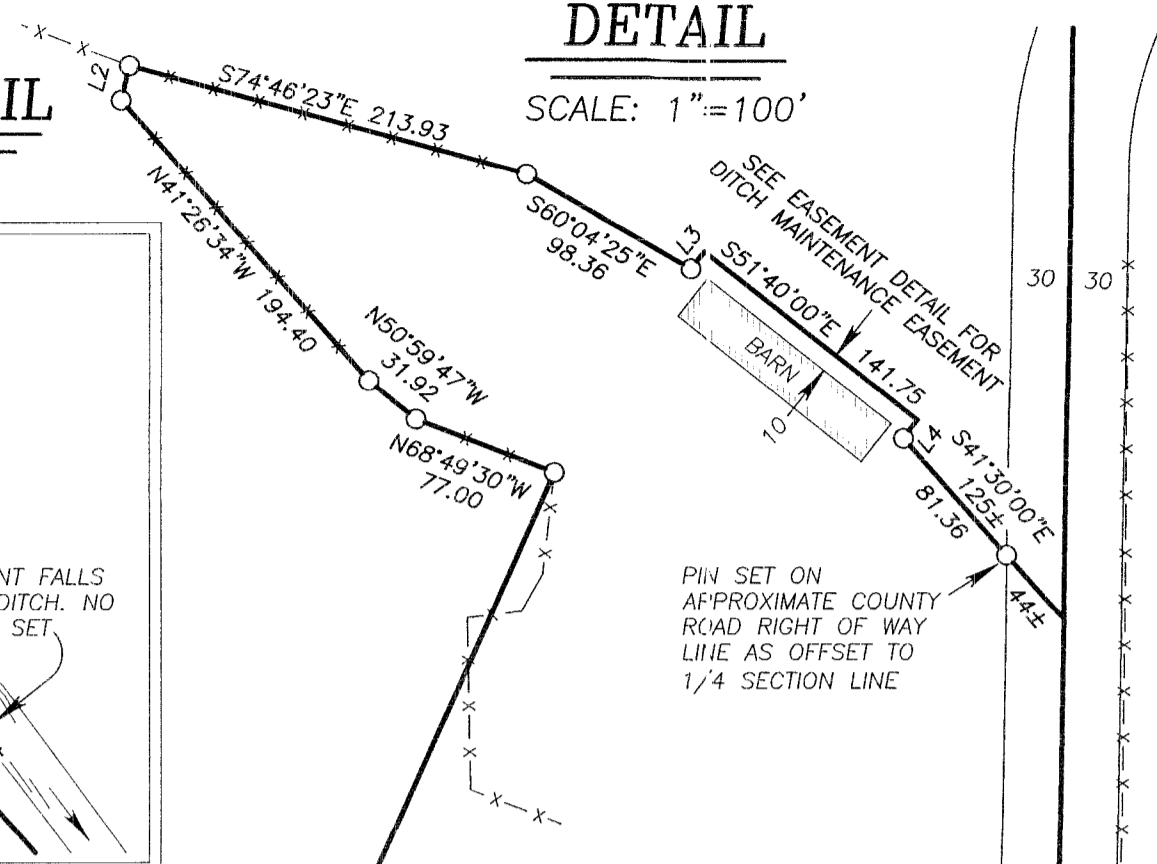 DETAIL
SCALE: 1"=100'
IL
L2
S74°46'23"E 213.93
N41°26'34"W 194.40
S60°04'25"E
98.36
L3
SEE EASEMENT DETAIL FOR
DITCH MAINTENANCE EASEMENT
S51°40'00"E 141.75
BARN
10
30
30
N50°59'47"W
31.92
N68°49'30"W
77.00
L4
S41°30'00"E
125±
81.36
44±
PIN SET ON
APPROXIMATE COUNTY
ROAD RIGHT OF WAY
LINE AS OFFSET TO
1/4 SECTION LINE
NT FALLS
DITCH. NO
SET